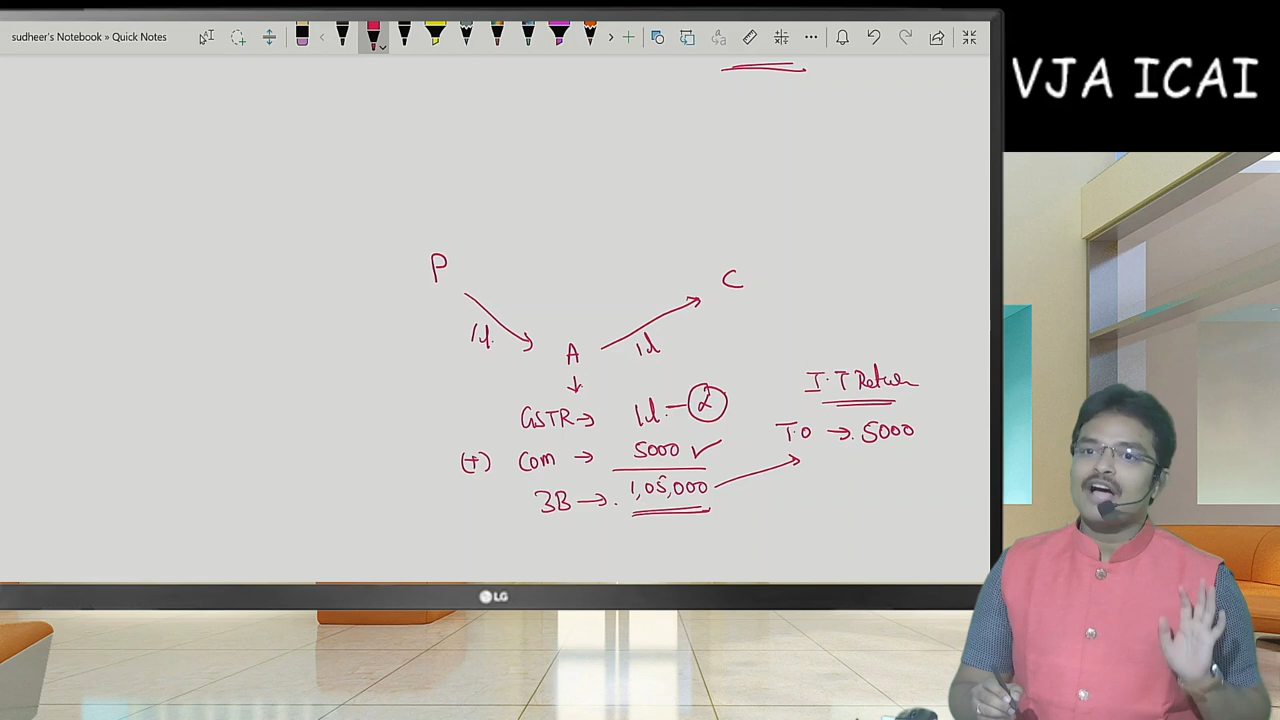 sudheer's Notebook » Quick Notes
VJA ICAI
P
C
1l.
A
1l
I.T Return
GSTR → 1l. — 2
T.O → 5000
(+) Com → 5000 ✓
3B → 1,05,000
LG